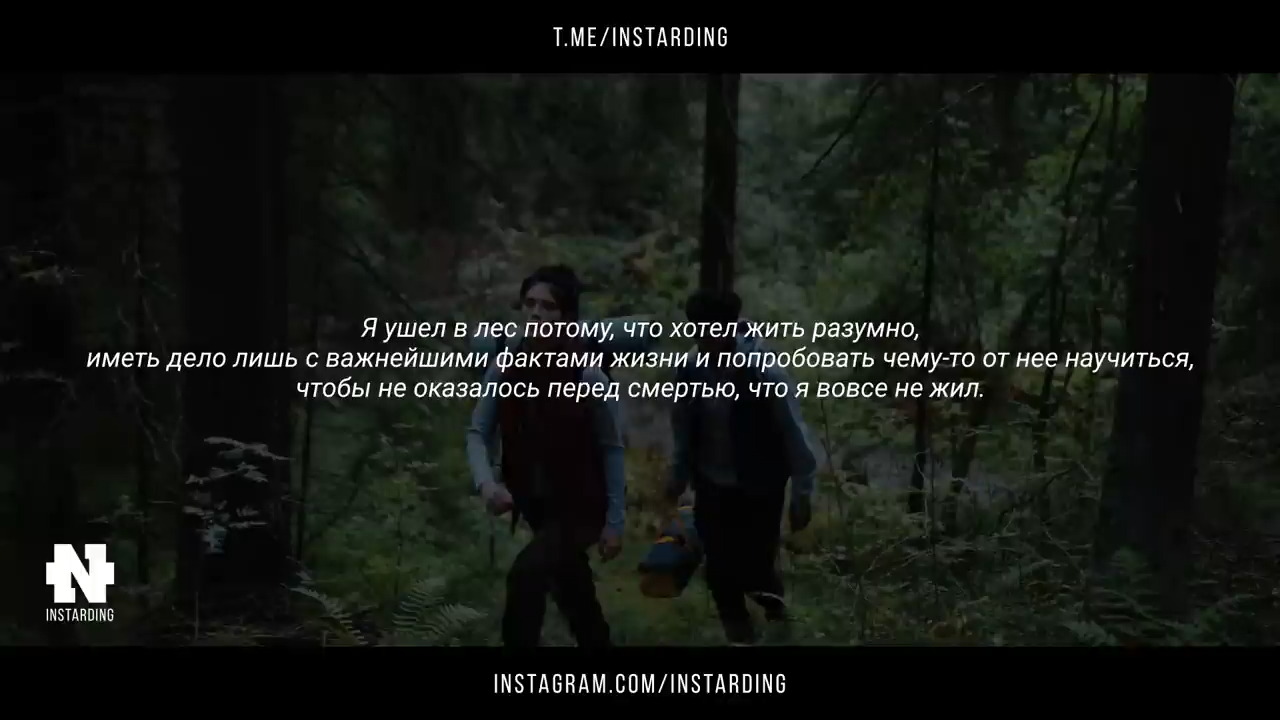 T.ME/INSTARDING
Я ушел в лес потому, что хотел жить разумно,
иметь дело лишь с важнейшими фактами жизни и попробовать чему-то от нее научиться,
чтобы не оказалось перед смертью, что я вовсе не жил.
N
INSTARDING
INSTAGRAM.COM/INSTARDING